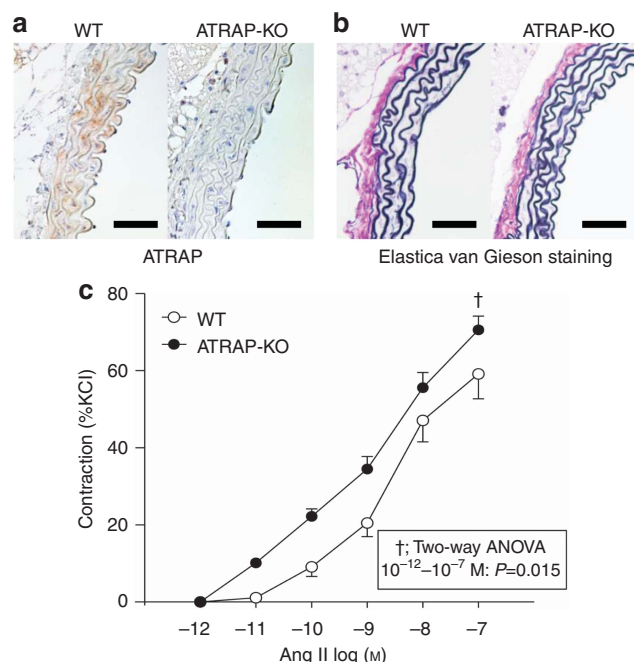 a
WT ATRAP-KO
ATRAP
b
WT ATRAP-KO
Elastica van Gieson staining
c
80
60
40
20
0
Contraction (%KCl)
WT
ATRAP-KO
†
†; Two-way ANOVA
10⁻¹²–10⁻⁷ M: P=0.015
–12 –11 –10 –9 –8 –7
Ang II log (M)